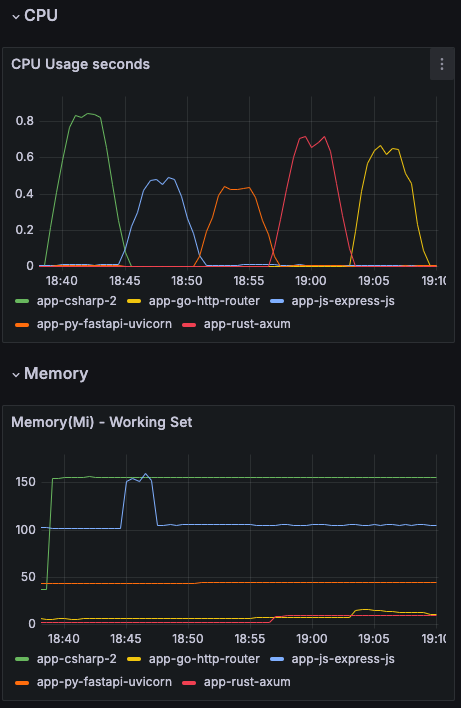 CPU
CPU Usage seconds
0.8
0.6
0.4
0.2
0
18:40 18:45 18:50 18:55 19:00 19:05 19:10
app-csharp-2 app-go-http-router app-js-express-js
app-py-fastapi-uvicorn app-rust-axum
Memory
Memory(Mi) - Working Set
150
100
50
0
18:40 18:45 18:50 18:55 19:00 19:05 19:10
app-csharp-2 app-go-http-router app-js-express-js
app-py-fastapi-uvicorn app-rust-axum